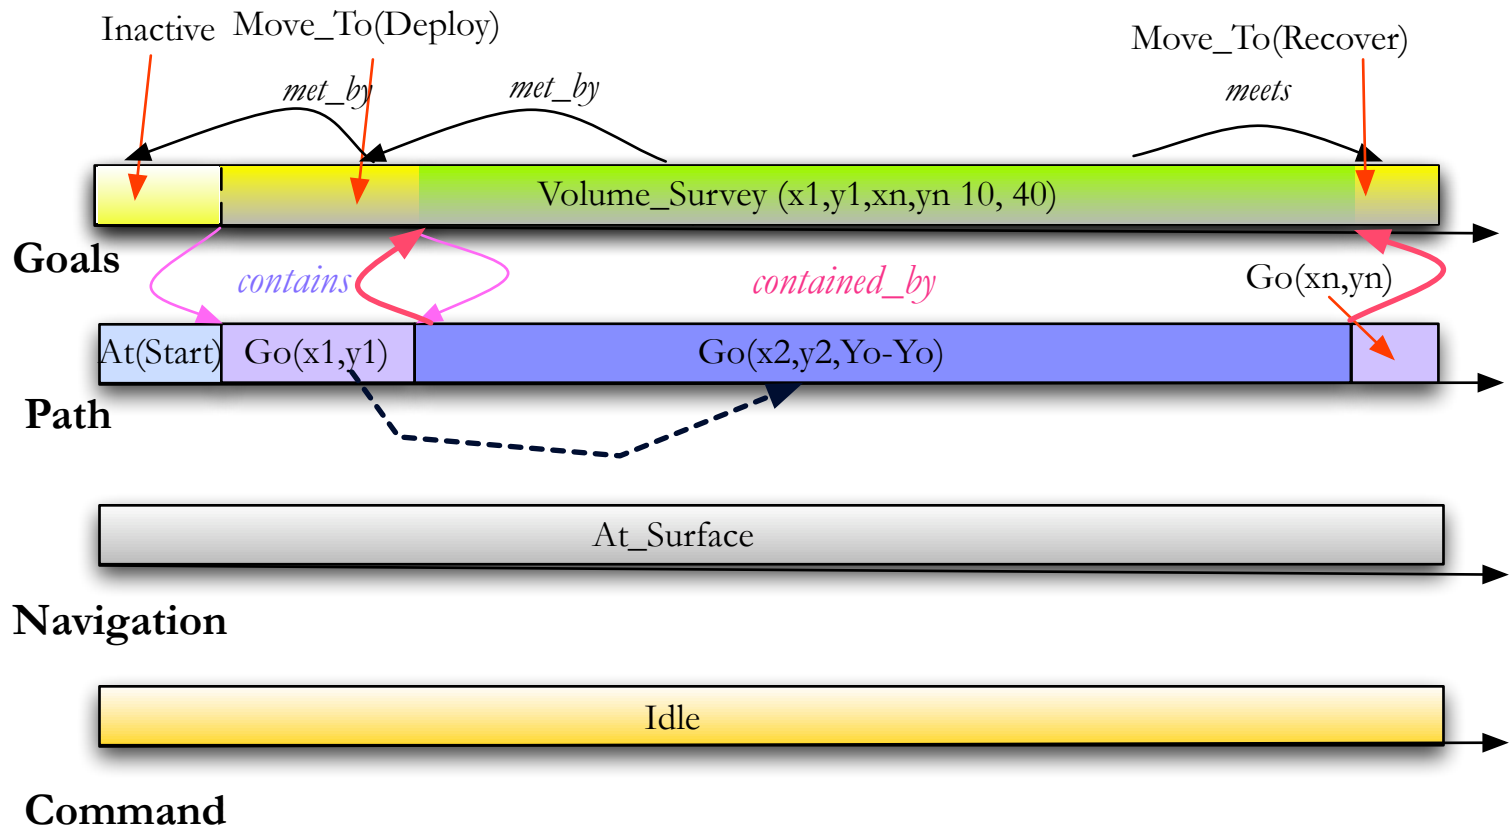 Inactive
Move_To(Deploy)
Move_To(Recover)
met_by
met_by
meets
Volume_Survey (x1,y1,xn,yn 10, 40)
Goals
contains
contained_by
Go(xn,yn)
At(Start)
Go(x1,y1)
Go(x2,y2,Yo-Yo)
Path
At_Surface
Navigation
Idle
Command